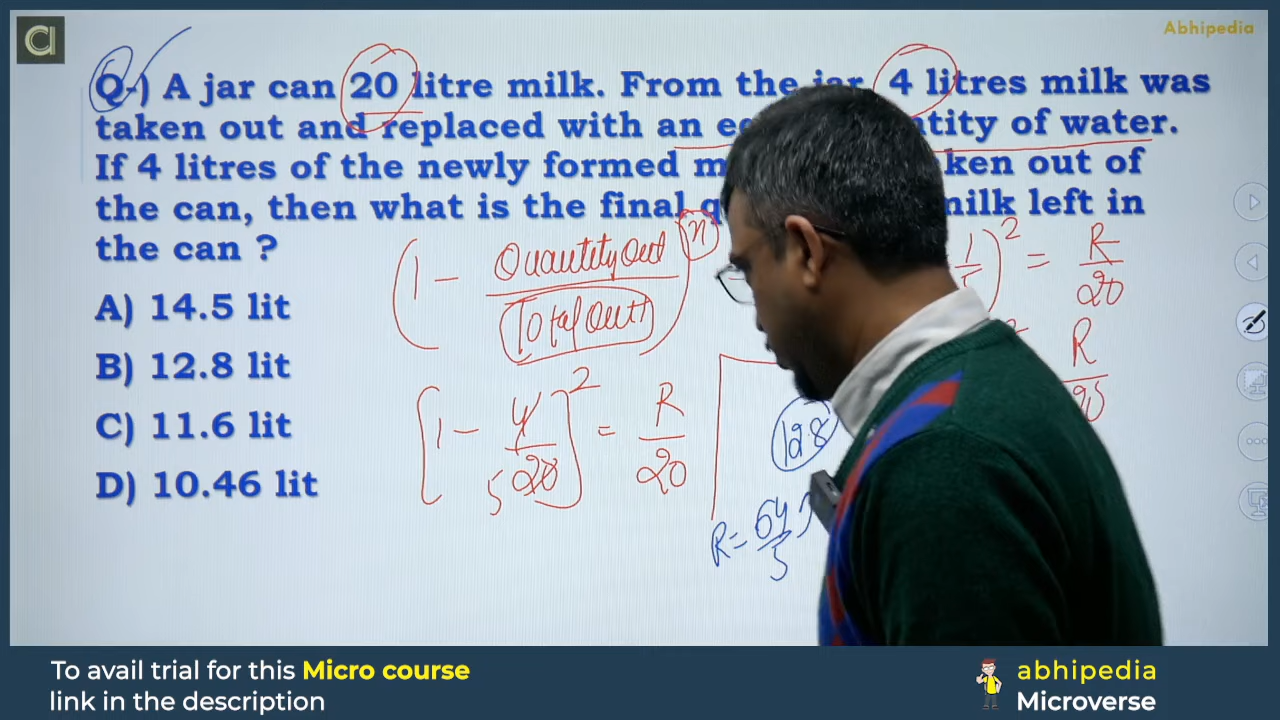 Abhipedia
Q-) A jar can 20 litre milk. From the jar, 4 litres milk was
taken out and replaced with an water.
If 4 litres of the newly formed out of
the can, then what is the final milk left in
the can ?
(1 - Quantity Out / Total Out)^n
)^2 = R/20
A) 14.5 lit
B) 12.8 lit
C) 11.6 lit
D) 10.46 lit
[1 - 4/20]^2 = R/20
5
12.8
R = 64/5
To avail trial for this Micro course
link in the description
abhipedia
Microverse